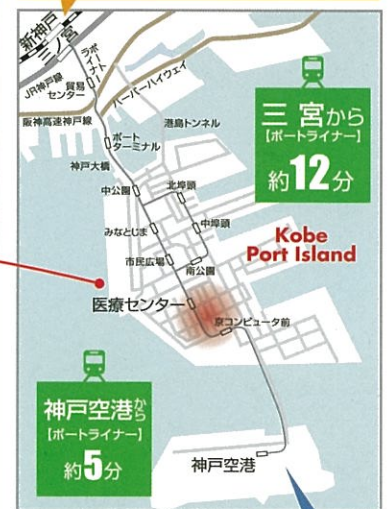 新神戸
三ノ宮
ポートライナー
JR神戸線
貿易
センター
ハーバーハイウェイ
阪神高速神戸線
港島トンネル
ポート
ターミナル
神戸大橋
三宮から
【ポートライナー】
約12分
中公園
北埠頭
みなとじま
中埠頭
Kobe
Port Island
市民広場
南公園
医療センター
京コンピュータ前
神戸空港から
【ポートライナー】
約5分
神戸空港